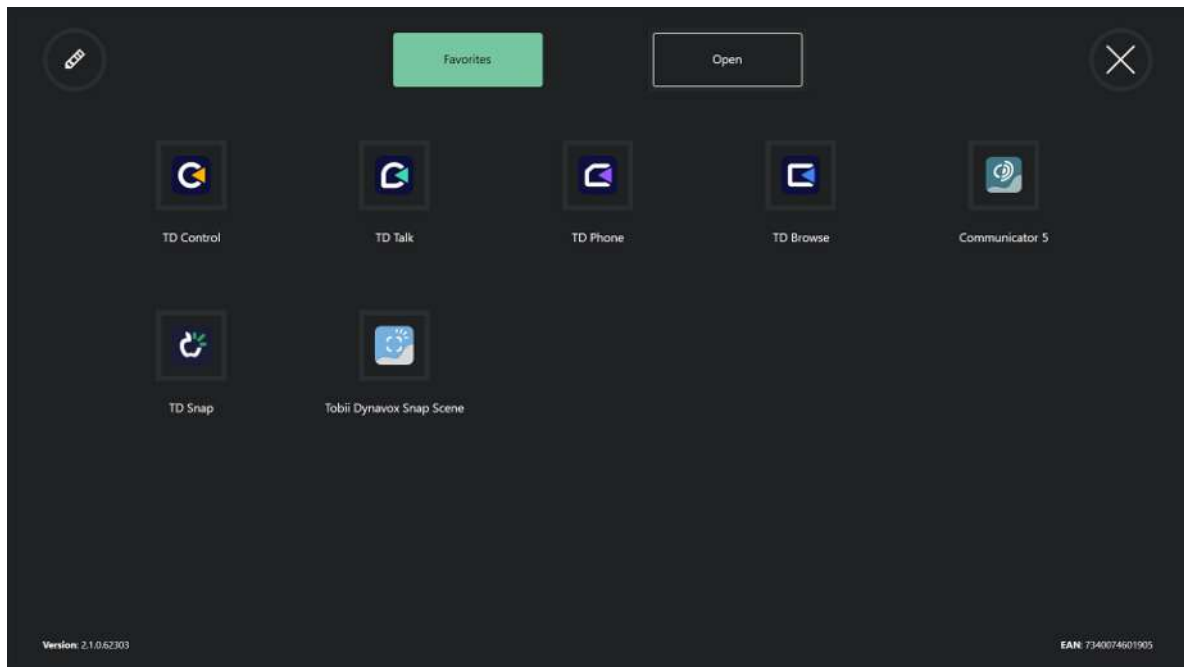 Favorites
Open
TD Control
TD Talk
TD Phone
TD Browse
Communicator 5
TD Snap
Tobii Dynavox Snap Scene
Version: 2.1.0.62303
EAN: 7340074601905